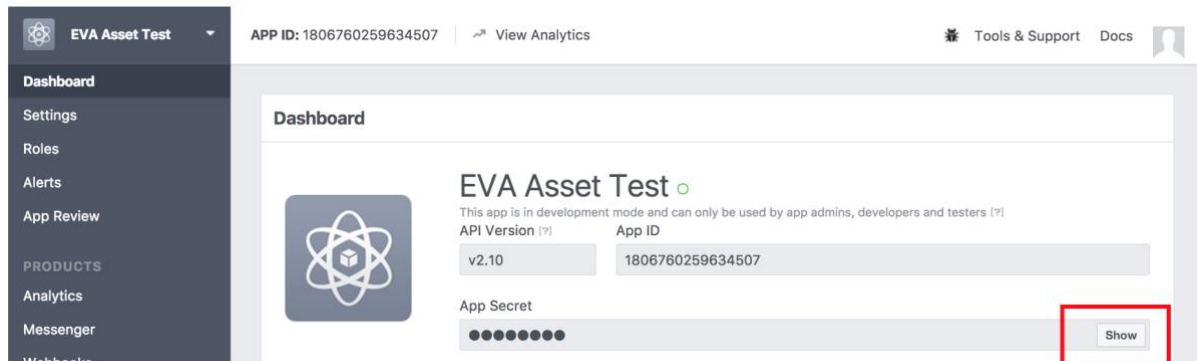 EVA Asset Test
APP ID: 1806760259634507 View Analytics Tools & Support Docs
Dashboard
Settings
Roles
Alerts
App Review
PRODUCTS
Analytics
Messenger
Webhooks
Dashboard
EVA Asset Test
This app is in development mode and can only be used by app admins, developers and testers [?]
API Version [?] App ID
v2.10 1806760259634507
App Secret
●●●●●●●● Show